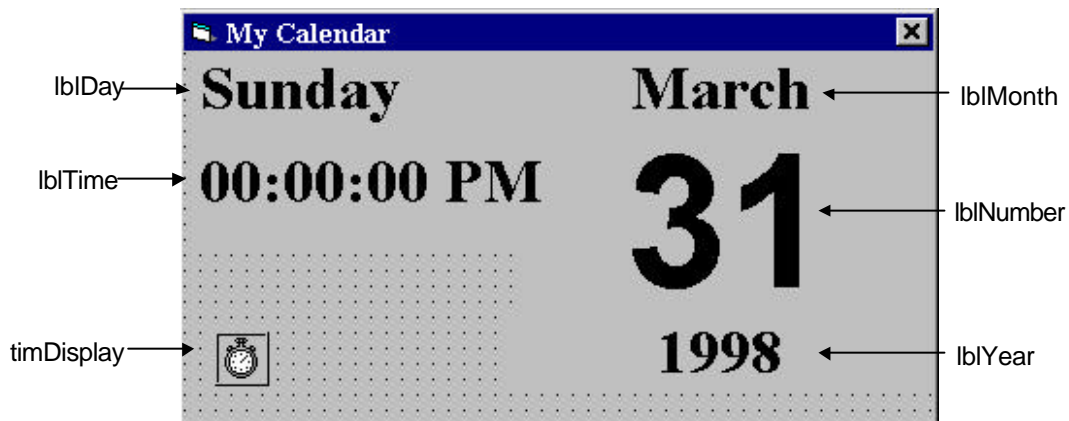 My Calendar
lblDay
Sunday
March
lblMonth
lblTime
00:00:00 PM
31
lblNumber
timDisplay
1998
lblYear